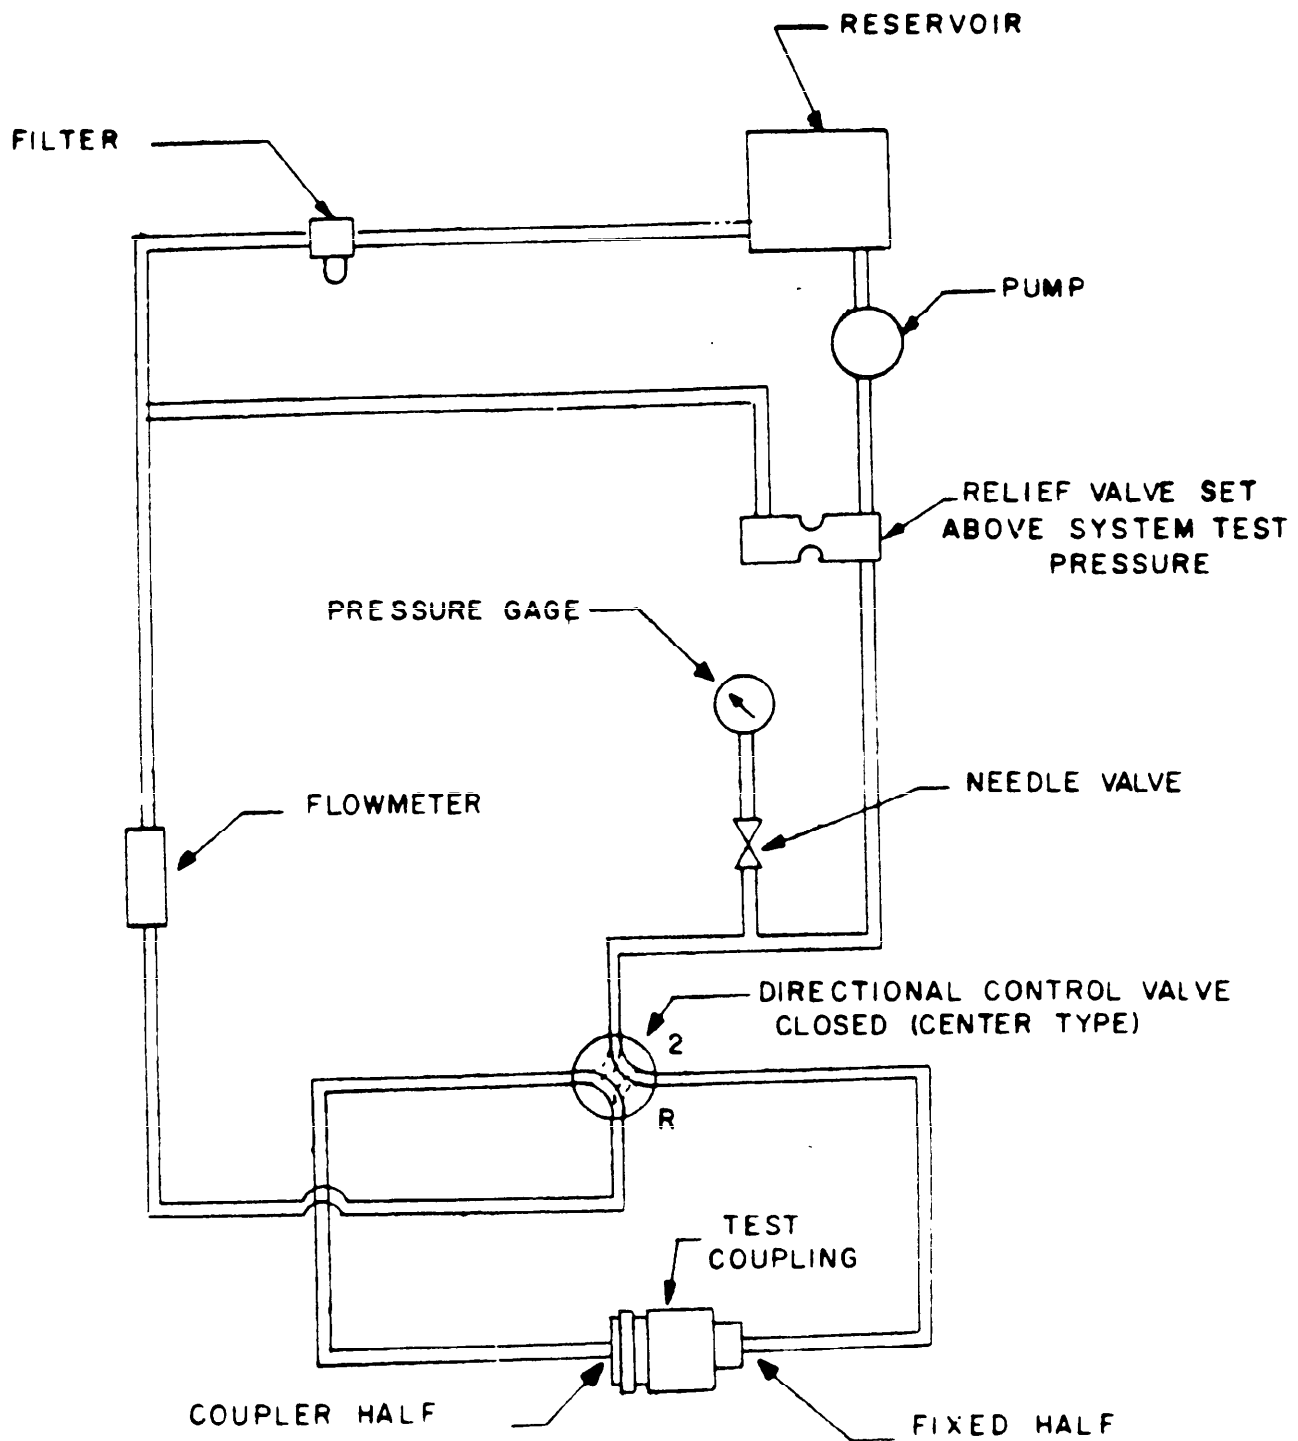 RESERVOIR
FILTER
PUMP
RELIEF VALVE SET
ABOVE SYSTEM TEST
PRESSURE
PRESSURE GAGE
NEEDLE VALVE
FLOWMETER
DIRECTIONAL CONTROL VALVE
CLOSED (CENTER TYPE)
2
R
TEST
COUPLING
COUPLER HALF
FIXED HALF